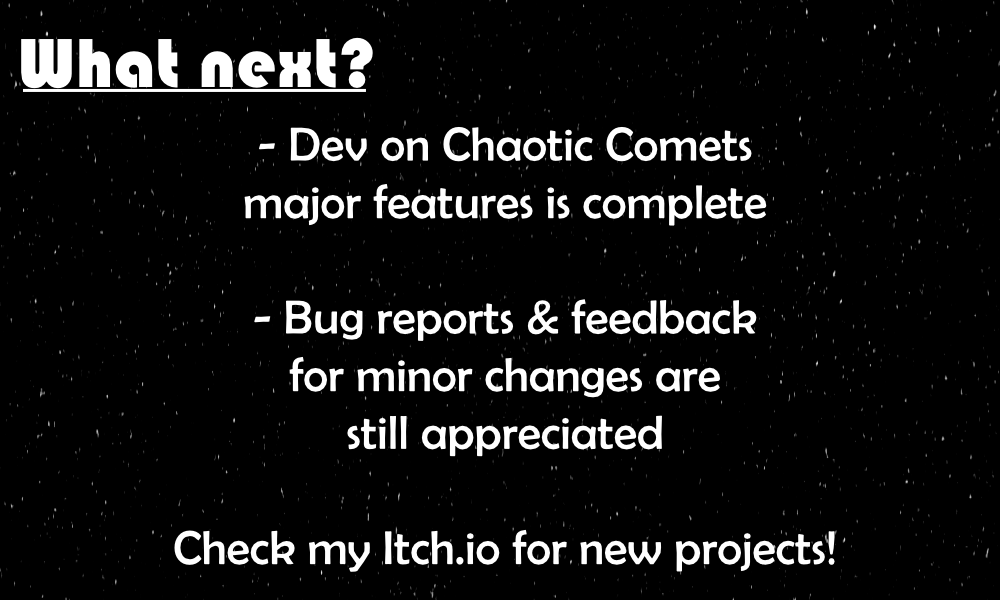 What next?
- Dev on Chaotic Comets
major features is complete
- Bug reports & feedback
for minor changes are
still appreciated
Check my Itch.io for new projects!